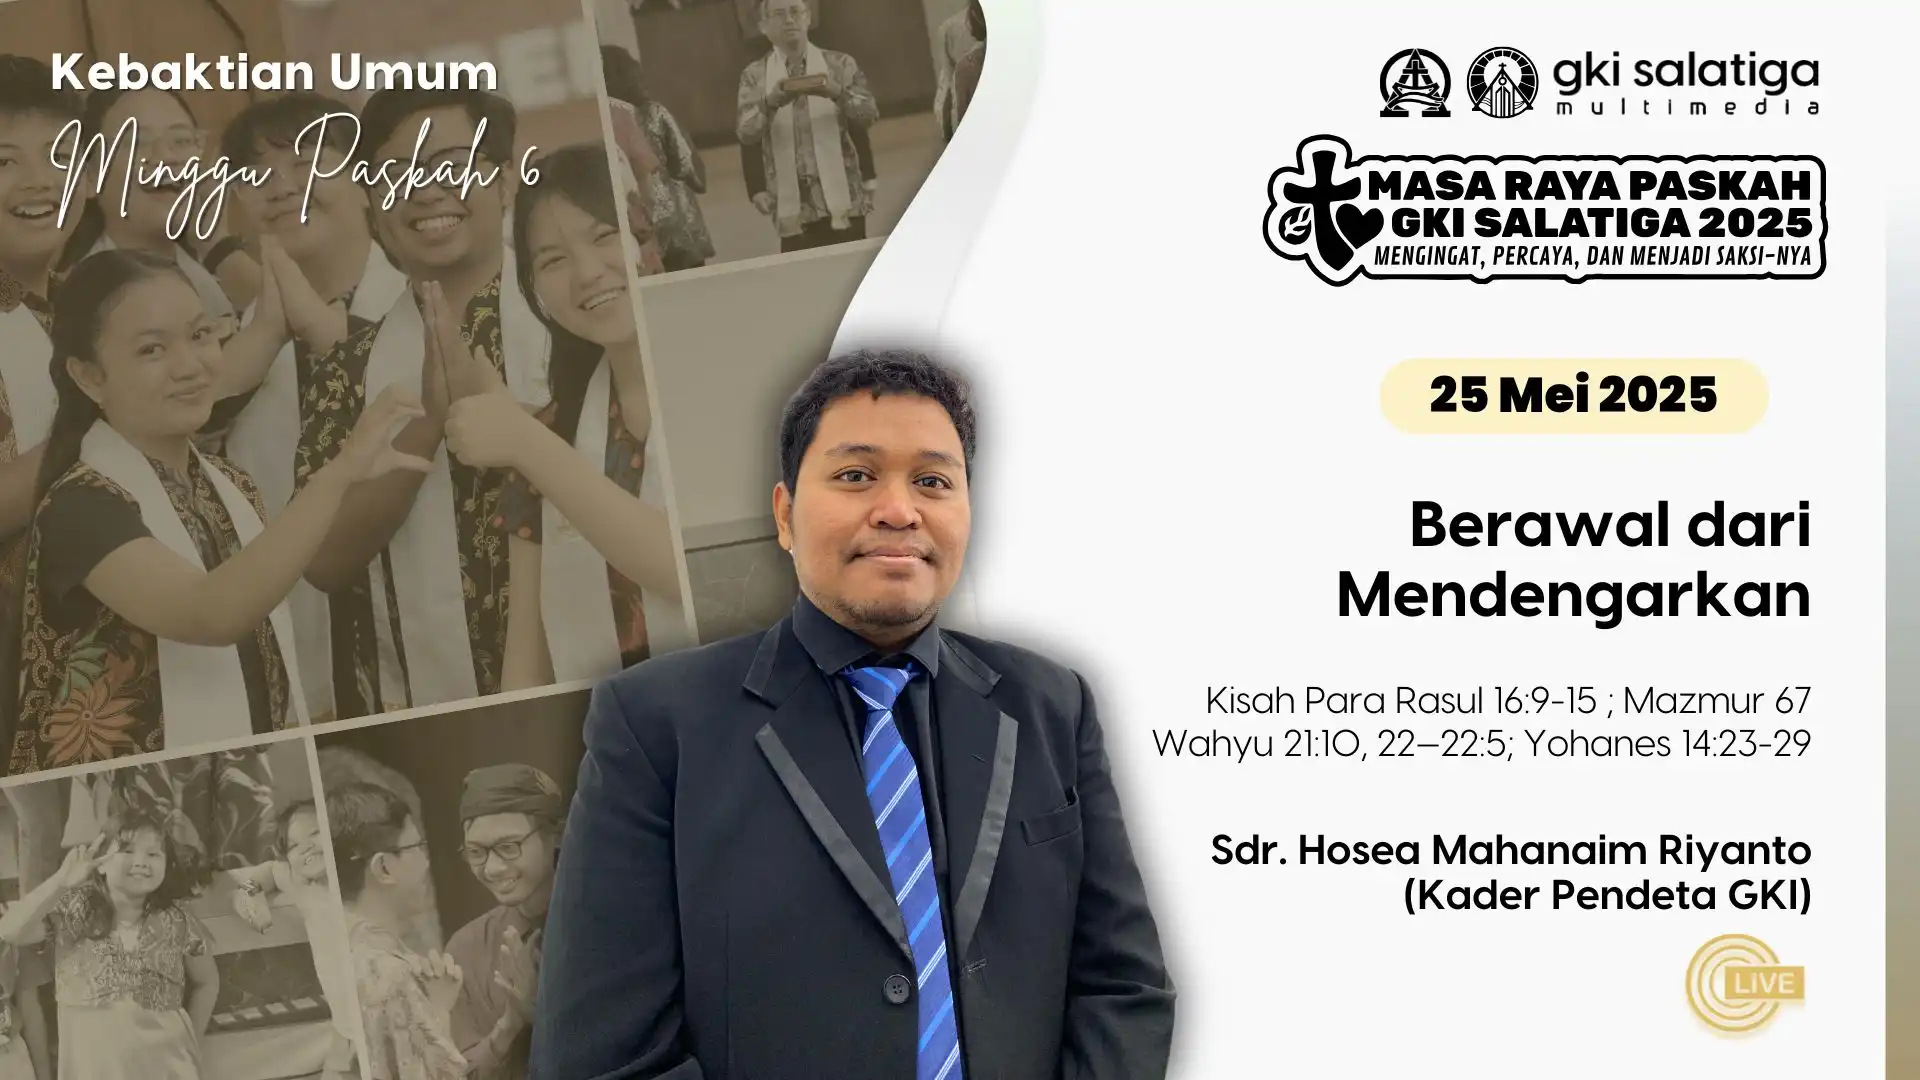 Kebaktian Umum
Minggu Paskah 6
gki salatiga
multimedia
MASA RAYA PASKAH
GKI SALATIGA 2025
MENGINGAT, PERCAYA, DAN MENJADI SAKSI-NYA
25 Mei 2025
Berawal dari
Mendengarkan
Kisah Para Rasul 16:9-15 ; Mazmur 67
Wahyu 21:10, 22–22:5; Yohanes 14:23-29
Sdr. Hosea Mahanaim Riyanto
(Kader Pendeta GKI)
LIVE